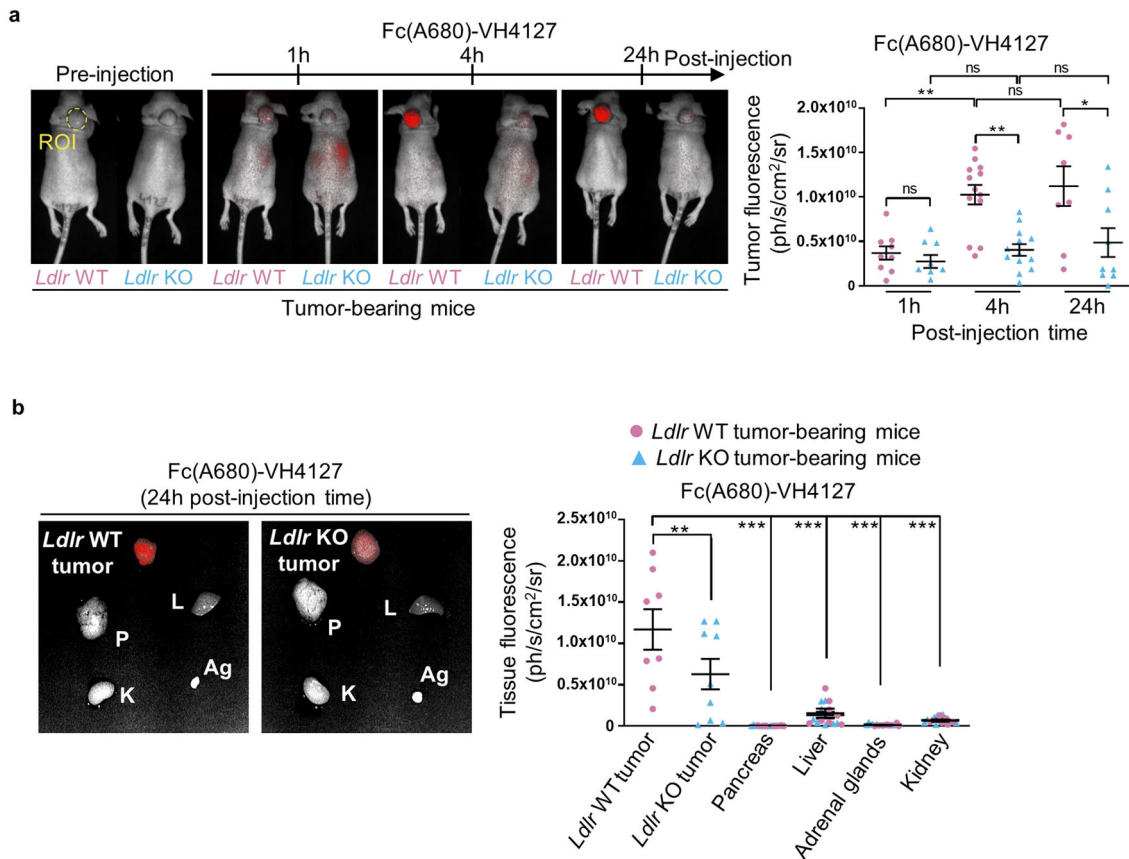 a
Fc(A680)-VH4127
1h 4h 24h Post-injection
Pre-injection
ROI
Ldlr WT Ldlr KO Ldlr WT Ldlr KO Ldlr WT Ldlr KO Ldlr WT Ldlr KO
Tumor-bearing mice
Fc(A680)-VH4127
ns ns
** ns *
**
ns
Tumor fluorescence
(ph/s/cm2/sr)
2.0x10¹⁰
1.5x10¹⁰
1.0x10¹⁰
0.5x10¹⁰
0
1h 4h 24h
Post-injection time
b
Fc(A680)-VH4127
(24h post-injection time)
Ldlr WT
tumor
P
L
K
Ag
Ldlr KO
tumor
P
L
K
Ag
Ldlr WT tumor-bearing mice
Ldlr KO tumor-bearing mice
Fc(A680)-VH4127
** *** *** *** ***
Tissue fluorescence
(ph/s/cm2/sr)
2.5x10¹⁰
2.0x10¹⁰
1.5x10¹⁰
1.0x10¹⁰
0.5x10¹⁰
0
Ldlr WT tumor
Ldlr KO tumor
Pancreas
Liver
Adrenal glands
Kidney